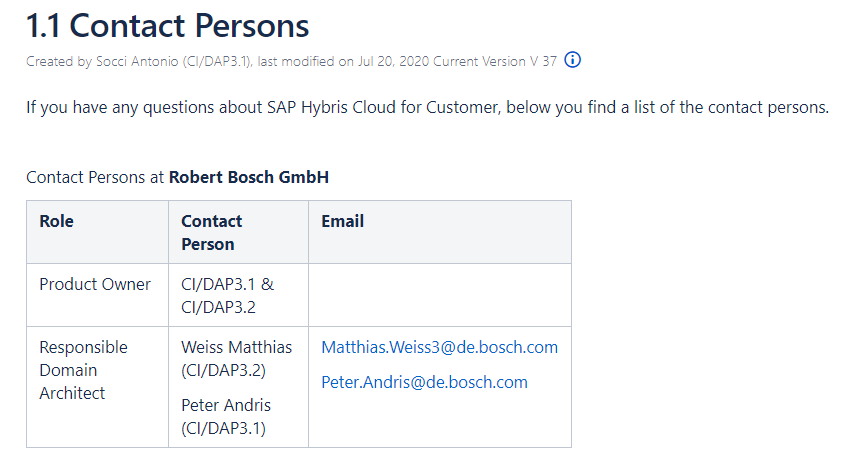 1.1 Contact Persons
Created by Socci Antonio (CI/DAP3.1), last modified on Jul 20, 2020 Current Version V 37
If you have any questions about SAP Hybris Cloud for Customer, below you find a list of the contact persons.
Contact Persons at Robert Bosch GmbH
Role
Contact
Person
Email
Product Owner
CI/DAP3.1 &
CI/DAP3.2
Responsible
Domain
Architect
Weiss Matthias
(CI/DAP3.2)
Peter Andris
(CI/DAP3.1)
Matthias.Weiss3@de.bosch.com
Peter.Andris@de.bosch.com